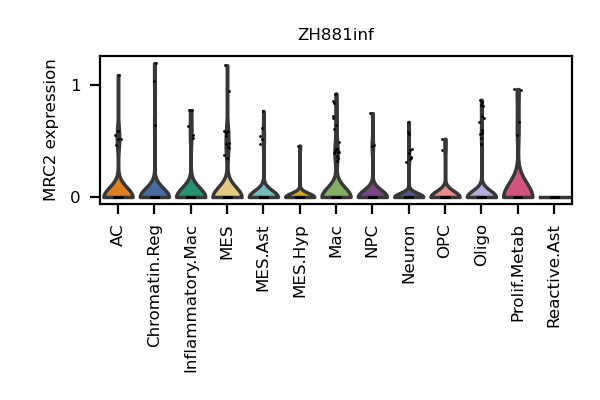 ZH881inf
MRC2 expression
1
0
AC
Chromatin.Reg
Inflammatory.Mac
MES
MES.Ast
MES.Hyp
Mac
NPC
Neuron
OPC
Oligo
Prolif.Metab
Reactive.Ast